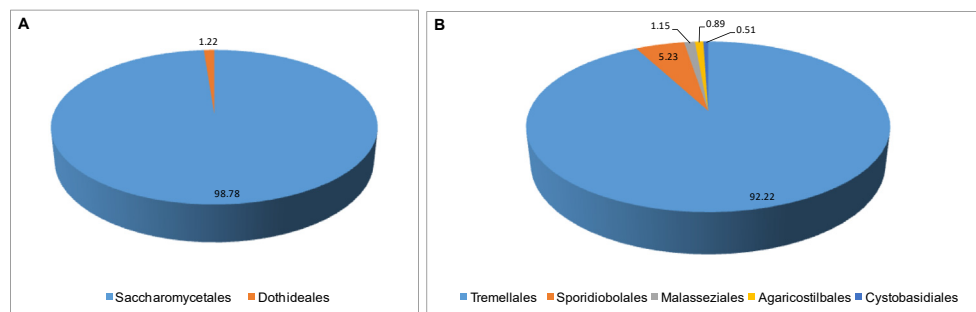 A
1.22
98.78
Saccharomycetales Dothideales
B
1.15 0.89 0.51
5.23
92.22
Tremellales Sporidiobolales Malasseziales Agaricostilbales Cystobasidiales